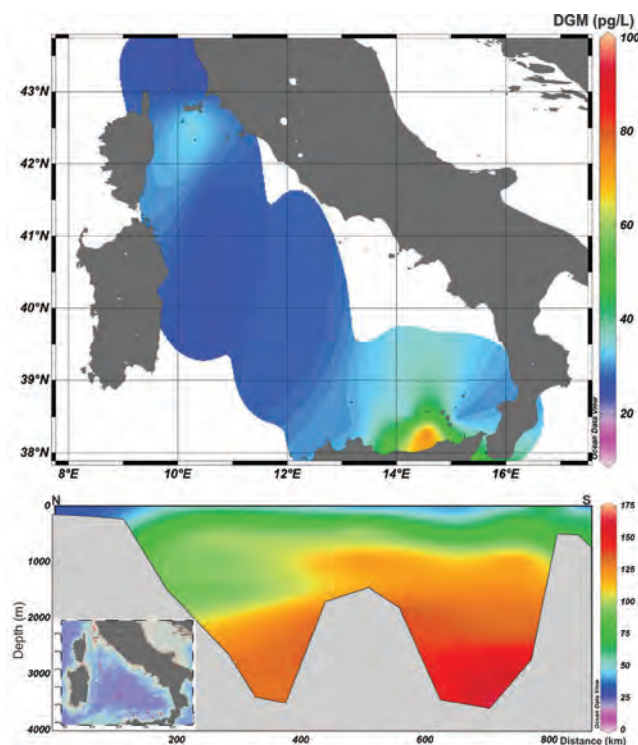 DGM (pg/L)
100
43°N
80
42°N
41°N
60
40°N
40
39°N
20
38°N
Ocean Data View
8°E 10°E 12°E 14°E 16°E
N S
0 175
150
1000 125
100
2000 75
Depth (m)
50
3000
25
Ocean Data View
4000 0
200 400 600 800 Distance (km)